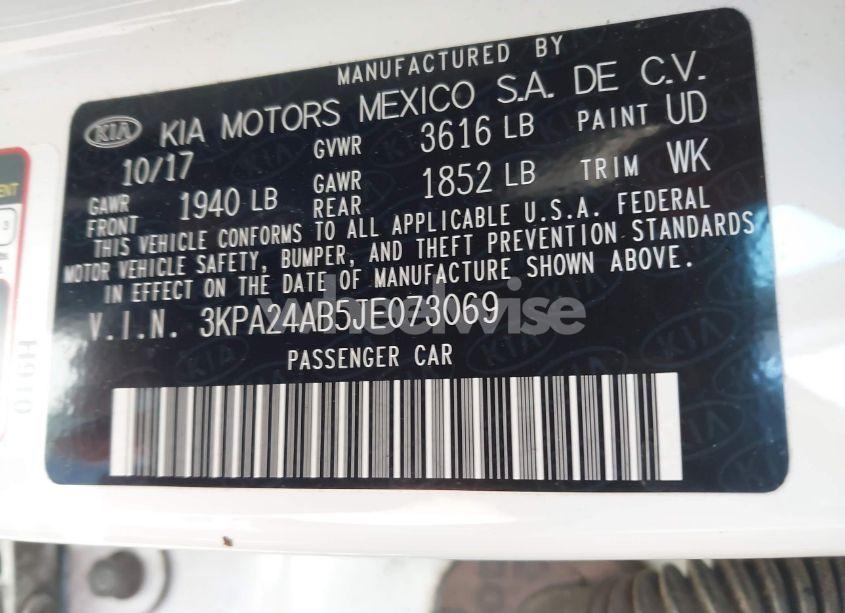 MANUFACTURED BY
KIA KIA MOTORS MEXICO S.A. DE C.V.
10/17 GVWR 3616 LB PAINT UD
GAWR FRONT 1940 LB GAWR REAR 1852 LB TRIM WK
THIS VEHICLE CONFORMS TO ALL APPLICABLE U.S.A. FEDERAL
MOTOR VEHICLE SAFETY, BUMPER, AND THEFT PREVENTION STANDARDS
IN EFFECT ON THE DATE OF MANUFACTURE SHOWN ABOVE.
V.I.N. 3KPA24AB5JE073069
PASSENGER CAR
wheelwise